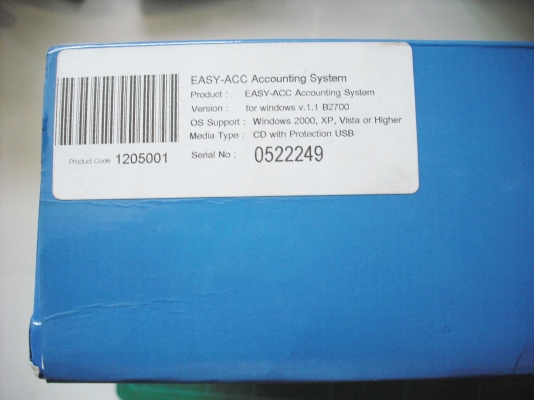 EASY-ACC Accounting System
Product : EASY-ACC Accounting System
Version : for windows v.1.1 B2700
OS Support : Windows 2000, XP, Vista or Higher
Media Type : CD with Protection USB
Product Code 1205001
Serial No : 0522249